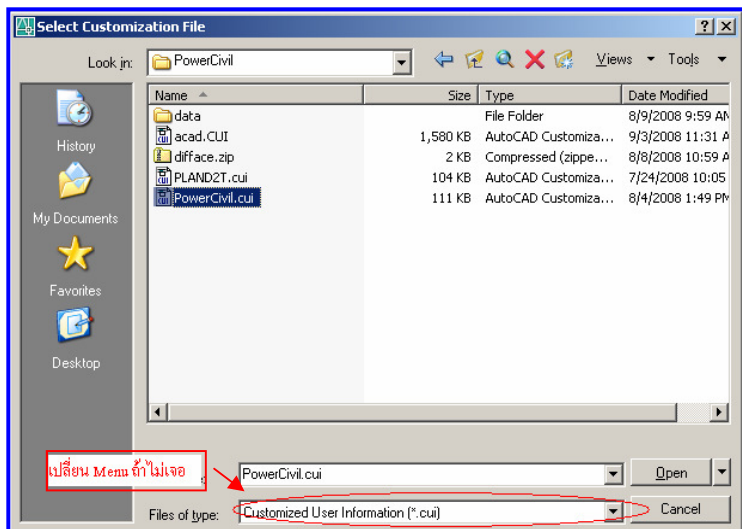 Select Customization File
Look in: PowerCivil Views Tools
Name Size Type Date Modified
data File Folder 8/9/2008 9:59 AM
acad.CUI 1,580 KB AutoCAD Customiza... 9/3/2008 11:31 A
difface.zip 2 KB Compressed (zippe... 8/8/2008 10:59 A
PLAND2T.cui 104 KB AutoCAD Customiza... 7/24/2008 10:05
PowerCivil.cui 111 KB AutoCAD Customiza... 8/4/2008 1:49 PM
History
My Documents
Favorites
Desktop
เปลี่ยน Menu ถ้าไม่เจอ
PowerCivil.cui Open
Files of type: Customized User Information (*.cui) Cancel